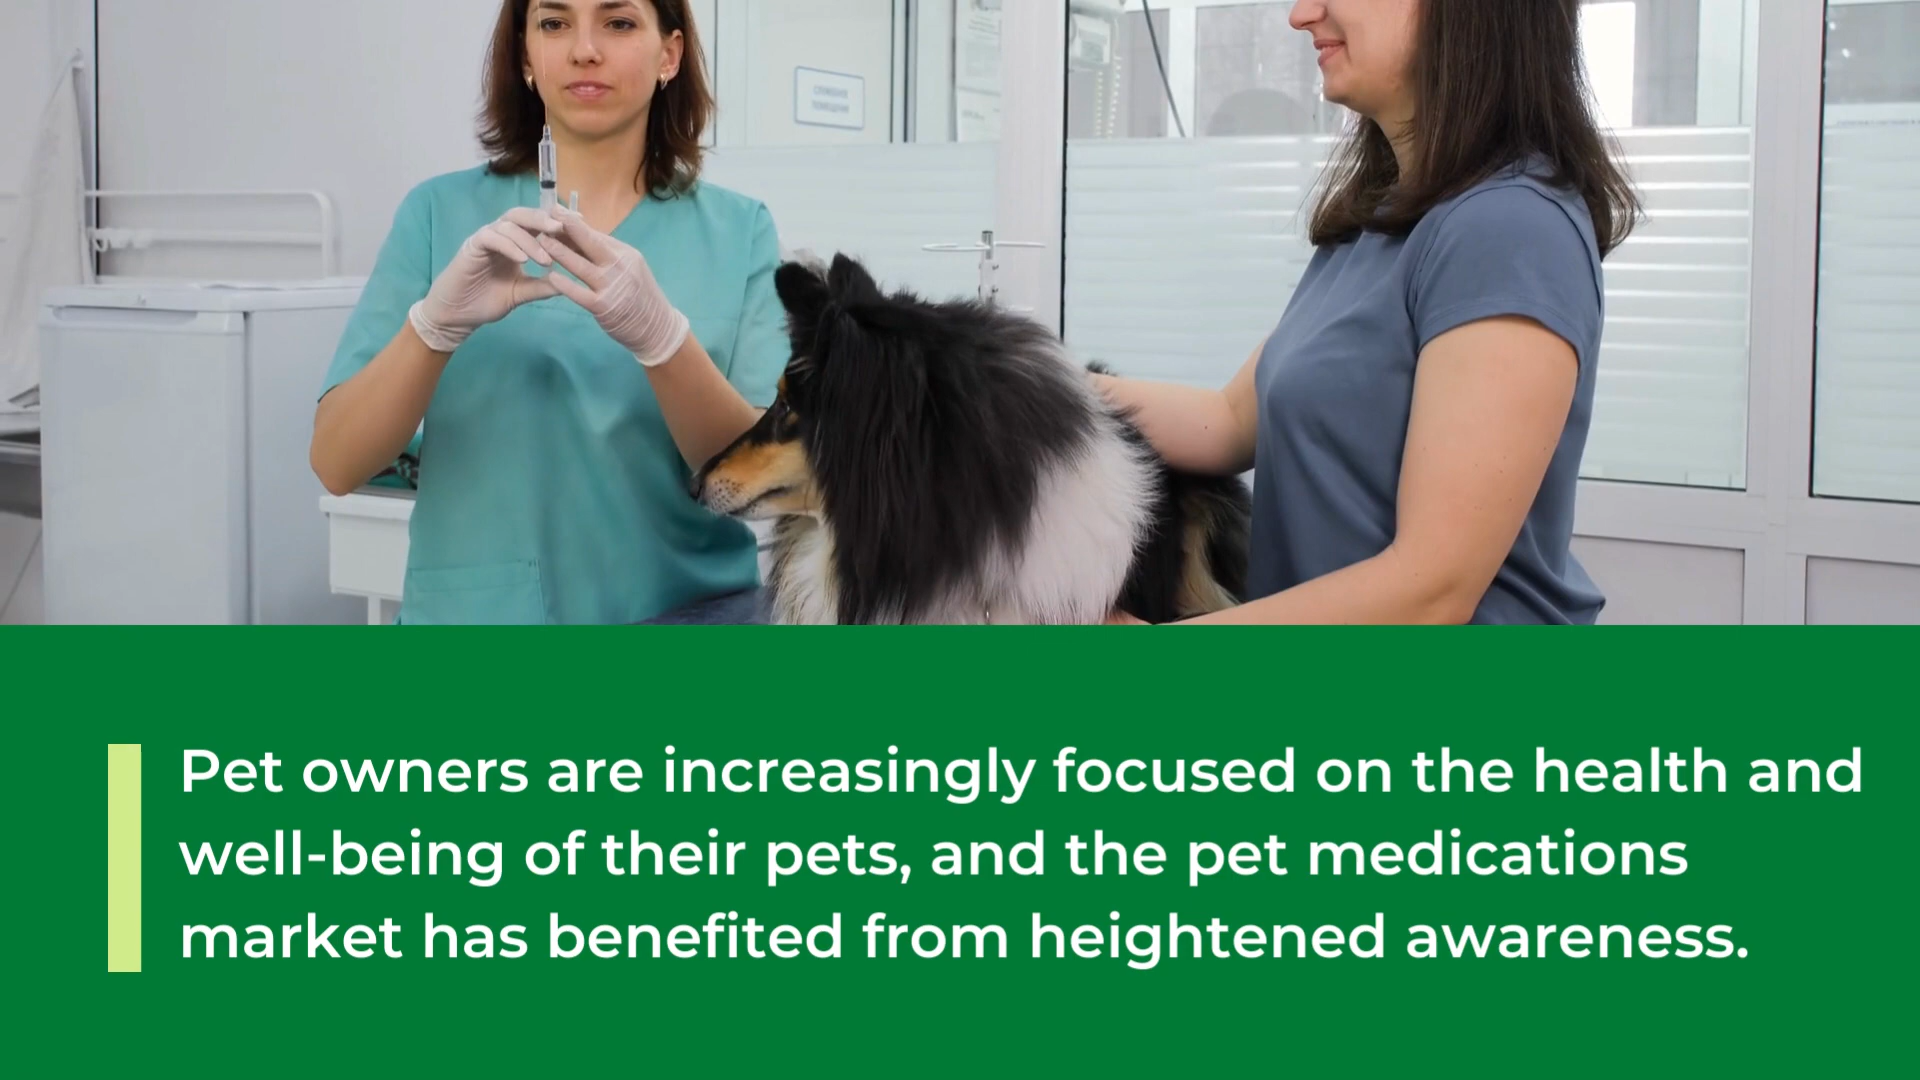 Pet owners are increasingly focused on the health and
well-being of their pets, and the pet medications
market has benefited from heightened awareness.